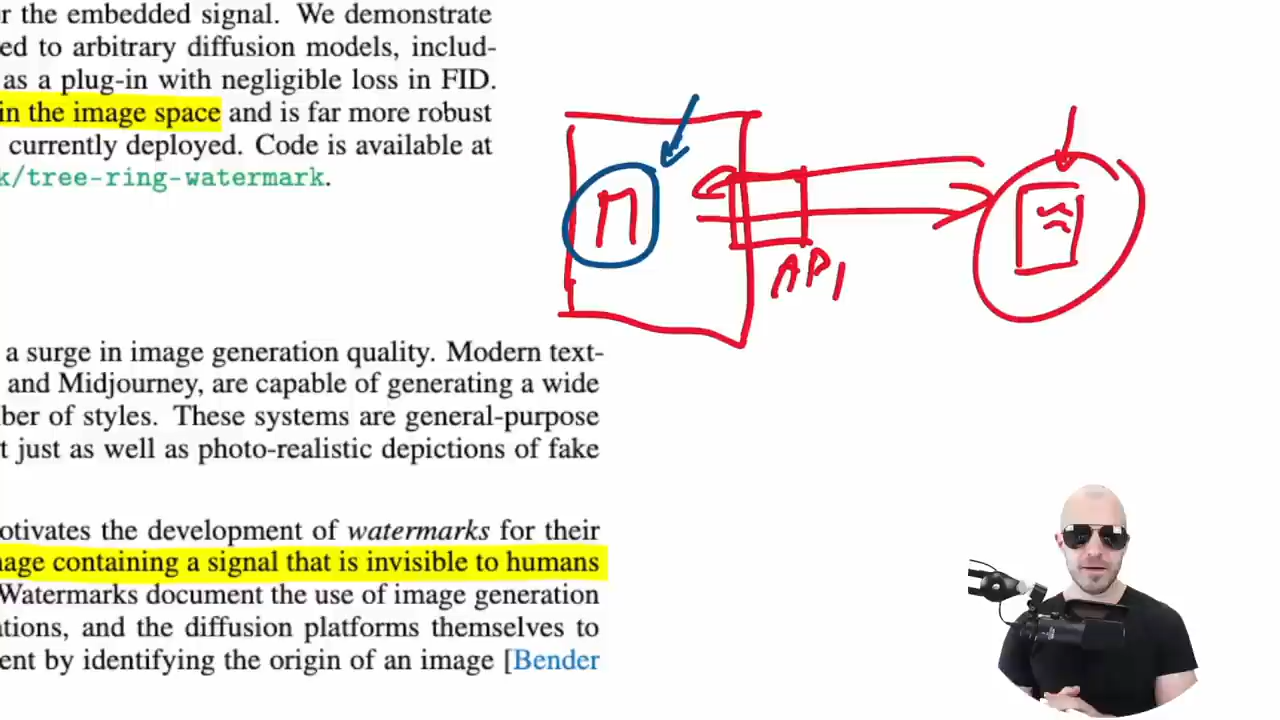 r the embedded signal. We demonstrate
ed to arbitrary diffusion models, includ-
as a plug-in with negligible loss in FID.
in the image space and is far more robust
currently deployed. Code is available at
k/tree-ring-watermark.
API
a surge in image generation quality. Modern text-
and Midjourney, are capable of generating a wide
ber of styles. These systems are general-purpose
t just as well as photo-realistic depictions of fake
otivates the development of watermarks for their
mage containing a signal that is invisible to humans
Watermarks document the use of image generation
ations, and the diffusion platforms themselves to
ent by identifying the origin of an image [Bender